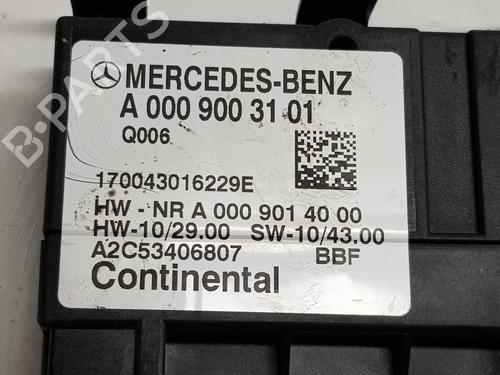 MERCEDES-BENZ
A 000 900 31 01
Q006
170043016229E
HW - NR A 000 901 40 00
HW-10/29.00 SW-10/43.00
A2C53406807 BBF
Continental
B-PARTS